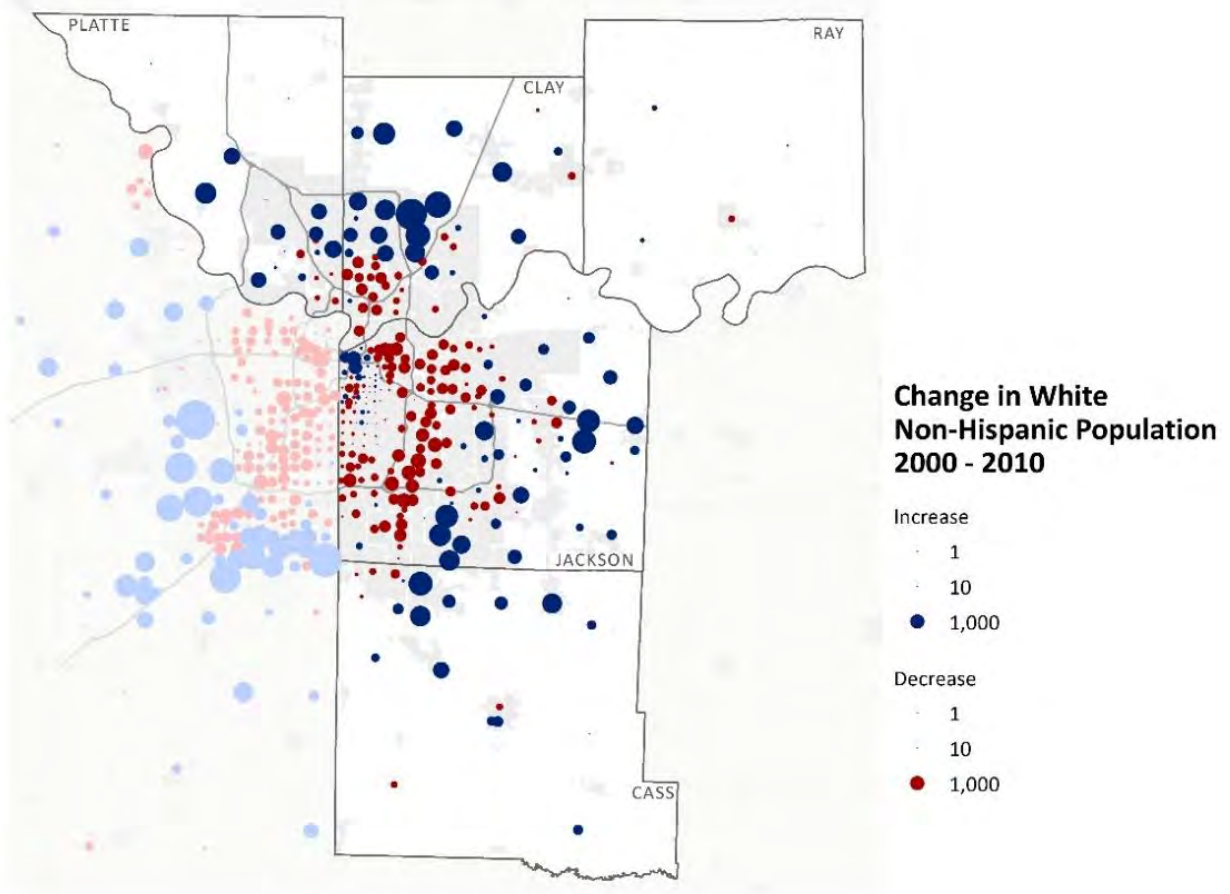 PLATTE
RAY
CLAY
JACKSON
CASS
Change in White
Non-Hispanic Population
2000 - 2010
Increase
1
10
1,000
Decrease
1
10
1,000